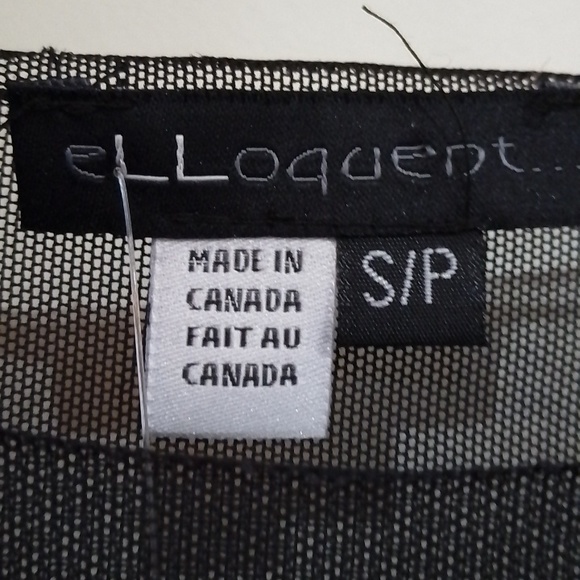 eLLoquent...
MADE IN
CANADA
FAIT AU
CANADA
S/P